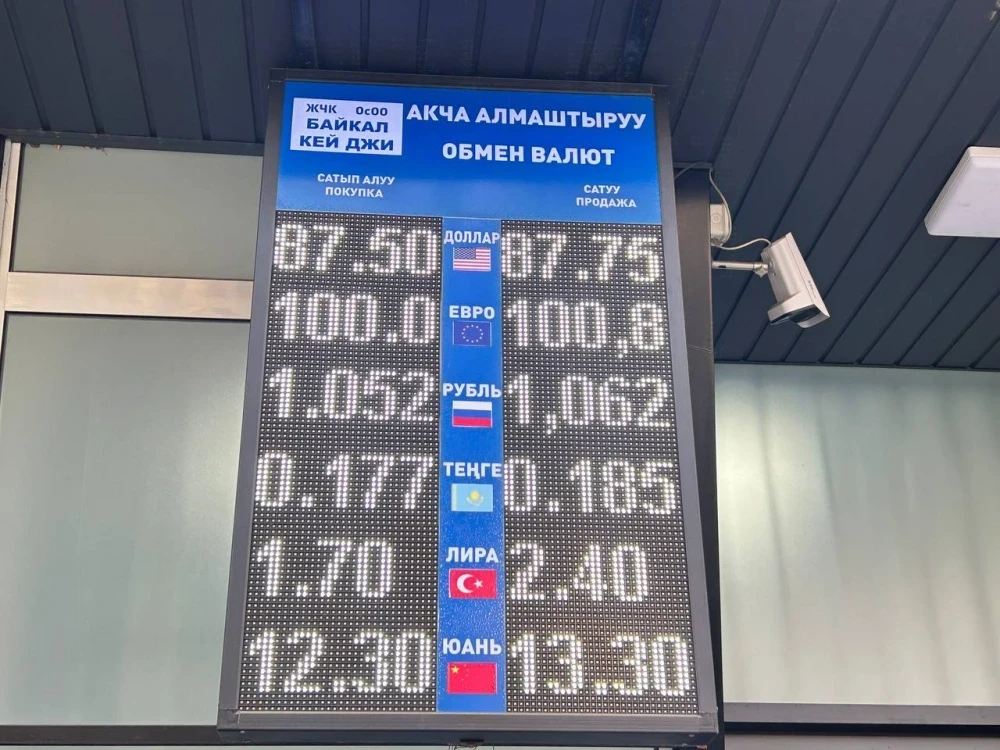 ЖЧК ОсОО
БАЙКАЛ
КЕЙ ДЖИ
АКЧА АЛМАШТЫРУУ
ОБМЕН ВАЛЮТ
САТЫП АЛУУ
ПОКУПКА
САТУУ
ПРОДАЖА
87.50 ДОЛЛАР 87.75
100.0 ЕВРО 100,8
1.052 РУБЛЬ 1,062
0.177 ТЕҢГЕ 0.185
1.70 ЛИРА 2.40
12.30 ЮАНЬ 13.30